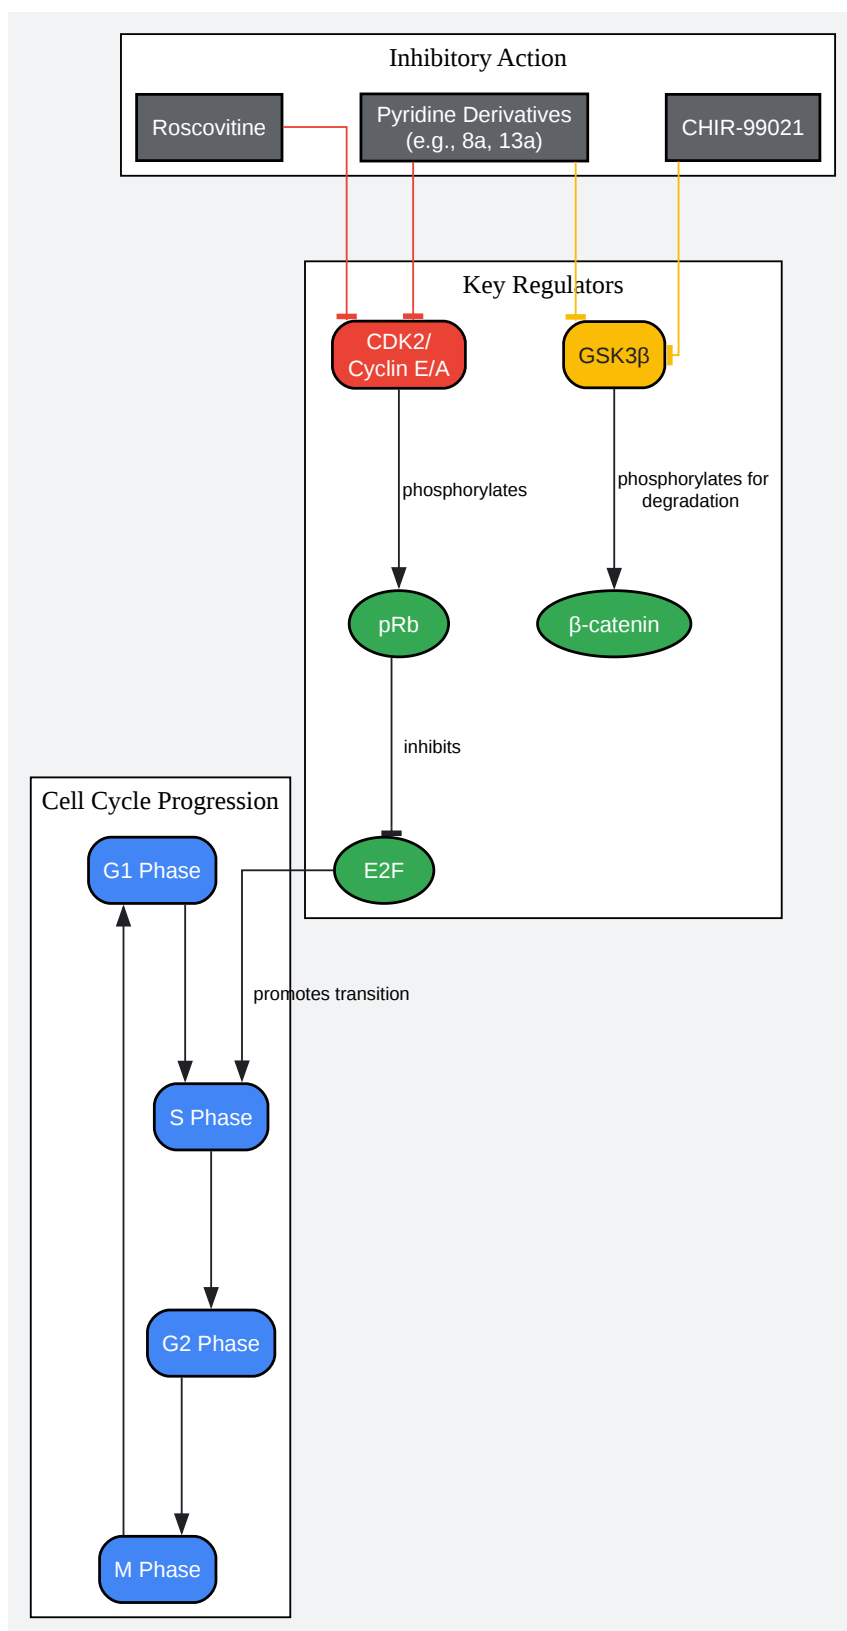 Inhibitory Action
Roscovitine
Pyridine Derivatives
(e.g., 8a, 13a)
CHIR-99021
Key Regulators
CDK2/
Cyclin E/A
GSK3β
phosphorylates
phosphorylates for
degradation
pRb
β-catenin
inhibits
Cell Cycle Progression
G1 Phase
E2F
promotes transition
S Phase
G2 Phase
M Phase